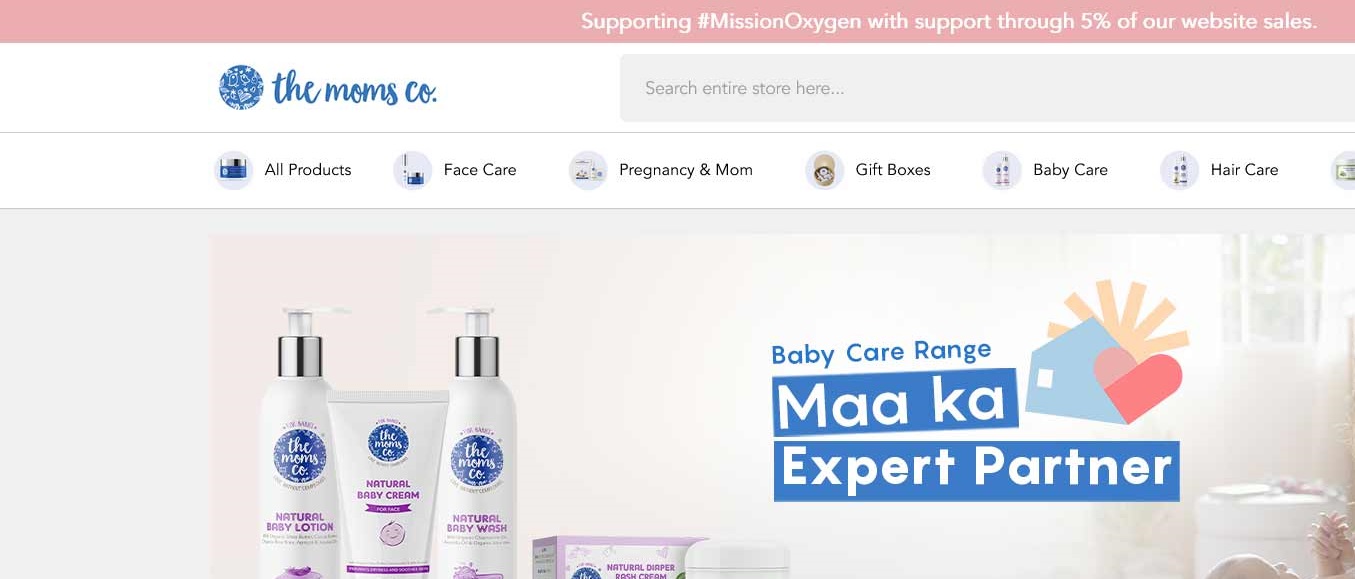 Supporting #MissionOxygen with support through 5% of our website sales.
the moms co.
Search entire store here...
All Products
Face Care
Pregnancy & Mom
Gift Boxes
Baby Care
Hair Care
Baby Care Range
Maa ka
Expert Partner
FOR BABIES
the
moms
co.
NATURAL
BABY LOTION
the
moms
co.
NATURAL
BABY CREAM
FOR FACE
the
moms
co.
NATURAL
BABY WASH
the
NATURAL DIAPER
RASH CREAM